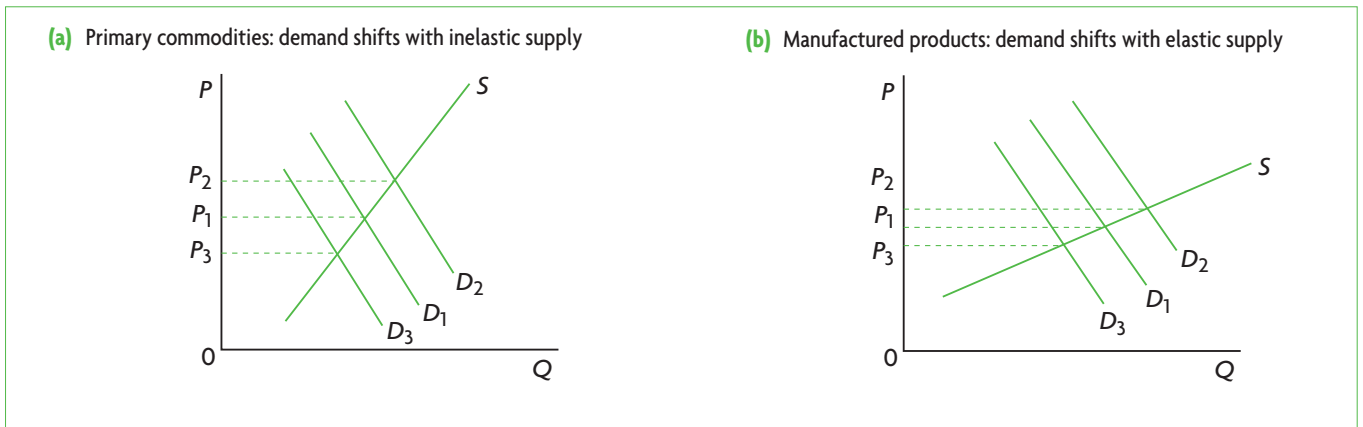 (a) Primary commodities: demand shifts with inelastic supply
P
S
P2
P1
P3
D2
D1
D3
0
Q
(b) Manufactured products: demand shifts with elastic supply
P
S
P2
P1
P3
D2
D1
D3
0
Q